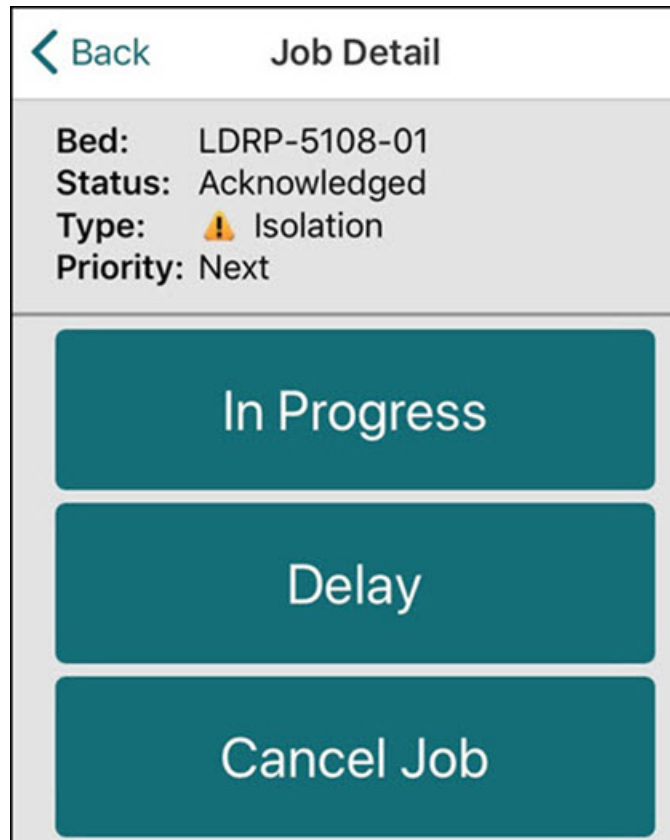 Back Job Detail
Bed: LDRP-5108-01
Status: Acknowledged
Type: Isolation
Priority: Next
In Progress
Delay
Cancel Job